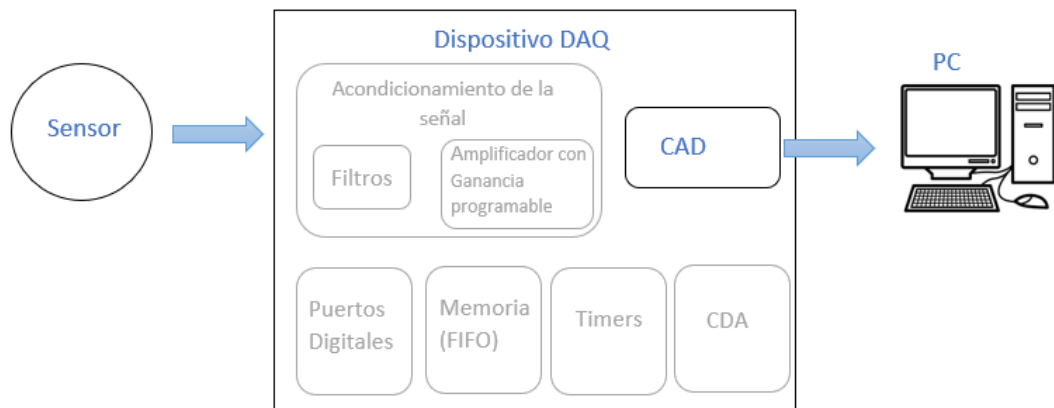 Dispositivo DAQ
PC
Sensor
Acondicionamiento de la
señal
Filtros
Amplificador con
Ganancia
programable
CAD
Puertos
Digitales
Memoria
(FIFO)
Timers
CDA